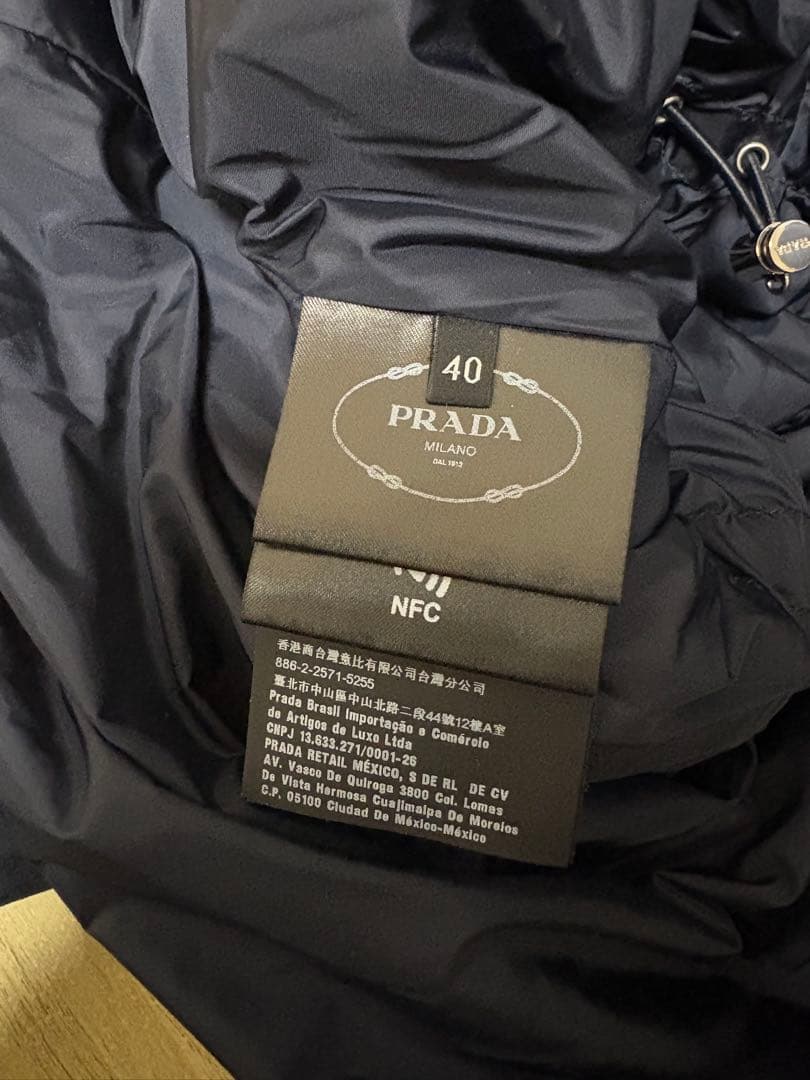 40
PRADA
MILANO
DAL 1913
NFC
香港商台灣意比有限公司台灣分公司
886-2-2571-5255
臺北市中山區中山北路二段44號12樓A室
Prada Brasil Importação e Comércio
de Artigos de Luxo Ltda
CNPJ 13.633.271/0001-26
PRADA RETAIL MÉXICO, S DE RL DE CV
AV. Vasco De Quiroga 3800 Col. Lomas
De Vista Hermosa Cuajimalpa De Morelos
C.P. 05100 Ciudad De México-México
PRADA